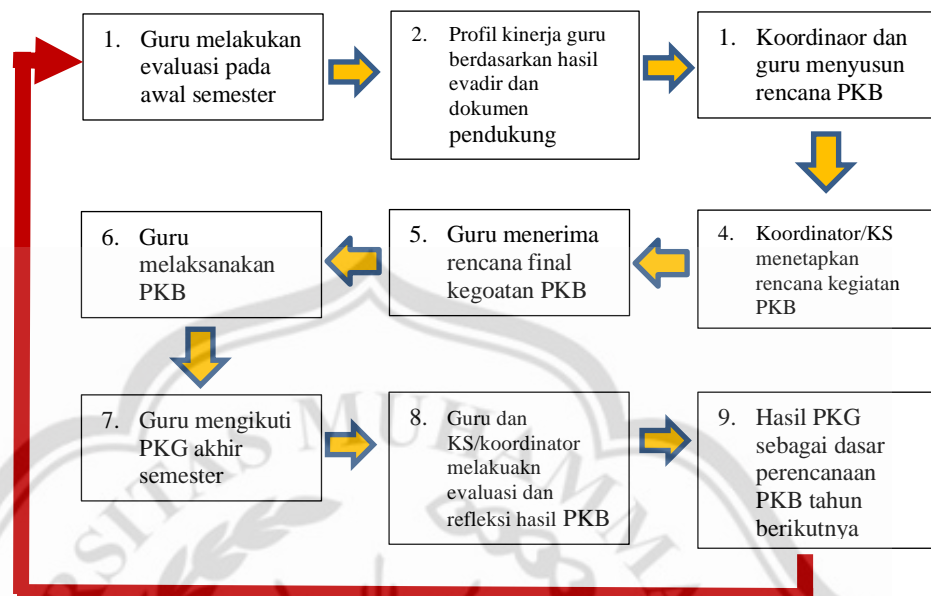 1. Guru melakukan
evaluasi pada
awal semester
2. Profil kinerja guru
berdasarkan hasil
evadir dan
dokumen
pendukung
1. Koordinaor dan
guru menyusun
rencana PKB
6. Guru
melaksanakan
PKB
5. Guru menerima
rencana final
kegoatan PKB
4. Koordinator/KS
menetapkan
rencana kegiatan
PKB
7. Guru mengikuti
PKG akhir
semester
8. Guru dan
KS/koordinator
melakuakn
evaluasi dan
refleksi hasil PKB
9. Hasil PKG
sebagai dasar
perencanaan
PKB tahun
berikutnya
RSITAS MUHAMMA